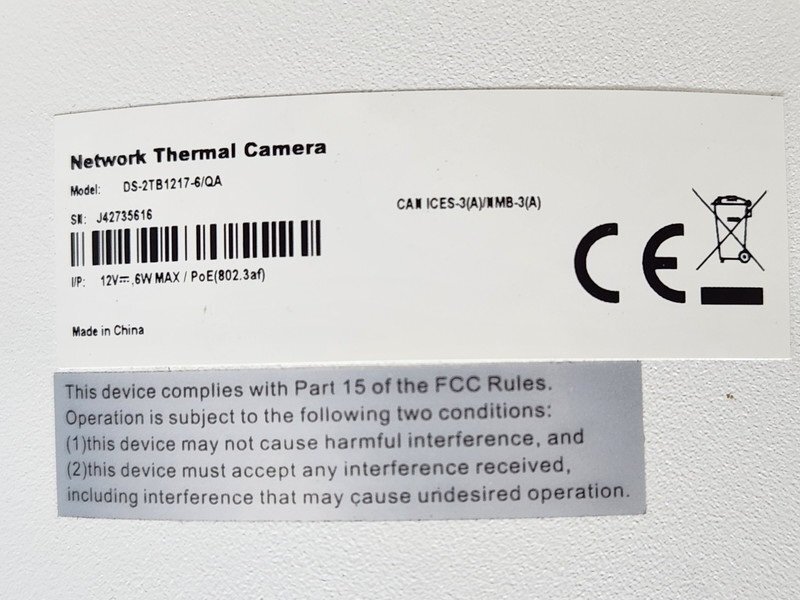 Network Thermal Camera
Model: DS-2TB1217-6/QA
SN: J42735616
CAN ICES-3(A)/NMB-3(A)
I/P: 12V⎓,6W MAX / PoE(802.3af)
CE
Made in China
This device complies with Part 15 of the FCC Rules.
Operation is subject to the following two conditions:
(1)this device may not cause harmful interference, and
(2)this device must accept any interference received,
including interference that may cause undesired operation.